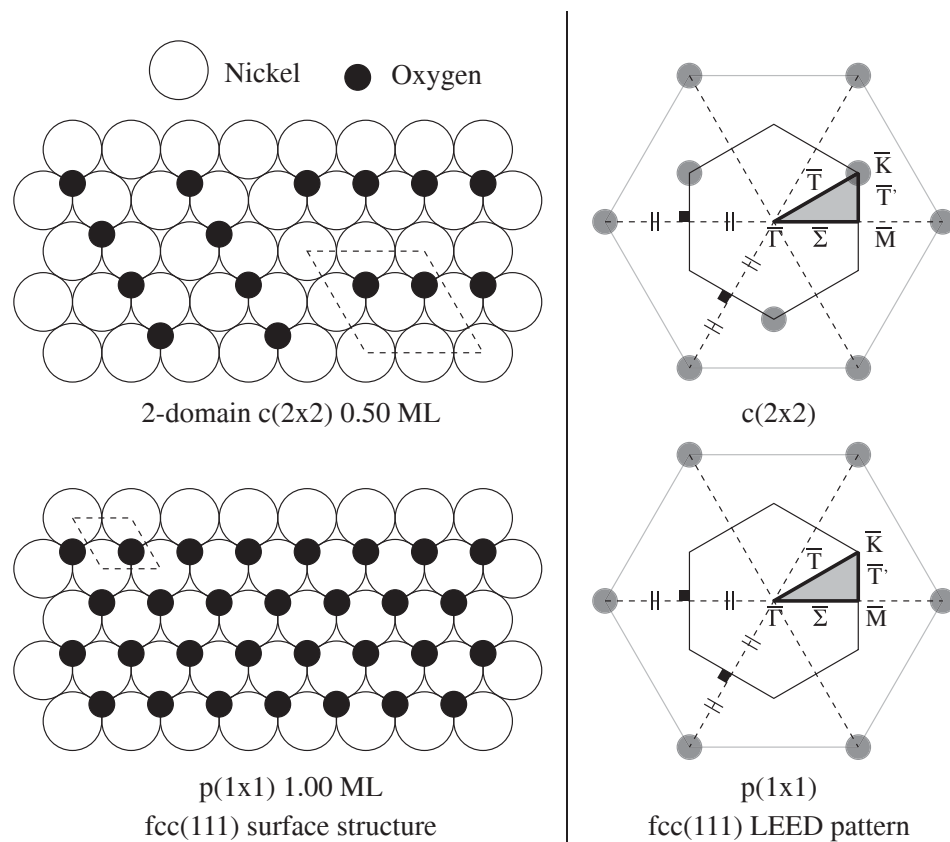 Nickel
Oxygen
2-domain c(2x2) 0.50 ML
p(1x1) 1.00 ML
fcc(111) surface structure
K̅
T̅
T̅'
Γ̅
Σ̅
M̅
c(2x2)
K̅
T̅
T̅'
Γ̅
Σ̅
M̅
p(1x1)
fcc(111) LEED pattern